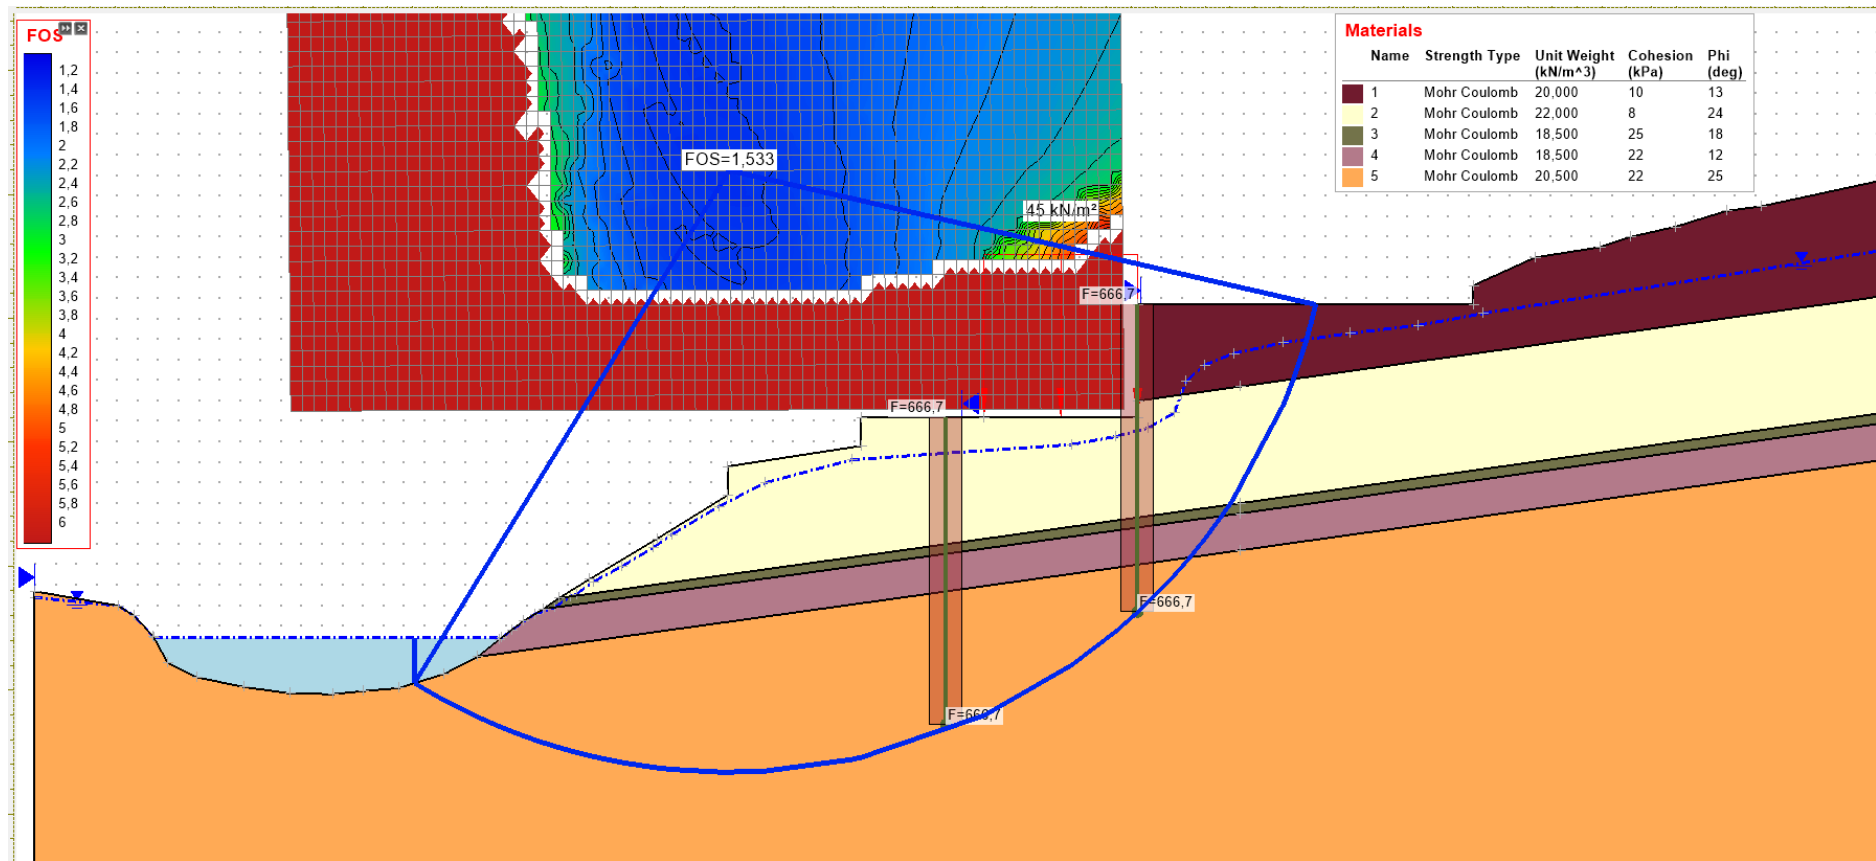 FOS
1,2
1,4
1,6
1,8
2
2,2
2,4
2,6
2,8
3
3,2
3,4
3,6
3,8
4
4,2
4,4
4,6
4,8
5
5,2
5,4
5,6
5,8
6
FOS=1,533
45 kN/m²
Materials
Name Strength Type Unit Weight (kN/m^3) Cohesion (kPa) Phi (deg)
1 Mohr Coulomb 20,000 10 13
2 Mohr Coulomb 22,000 8 24
3 Mohr Coulomb 18,500 25 18
4 Mohr Coulomb 18,500 22 12
5 Mohr Coulomb 20,500 22 25
F=666,7
F=666,7
F=666,7
F=666,7